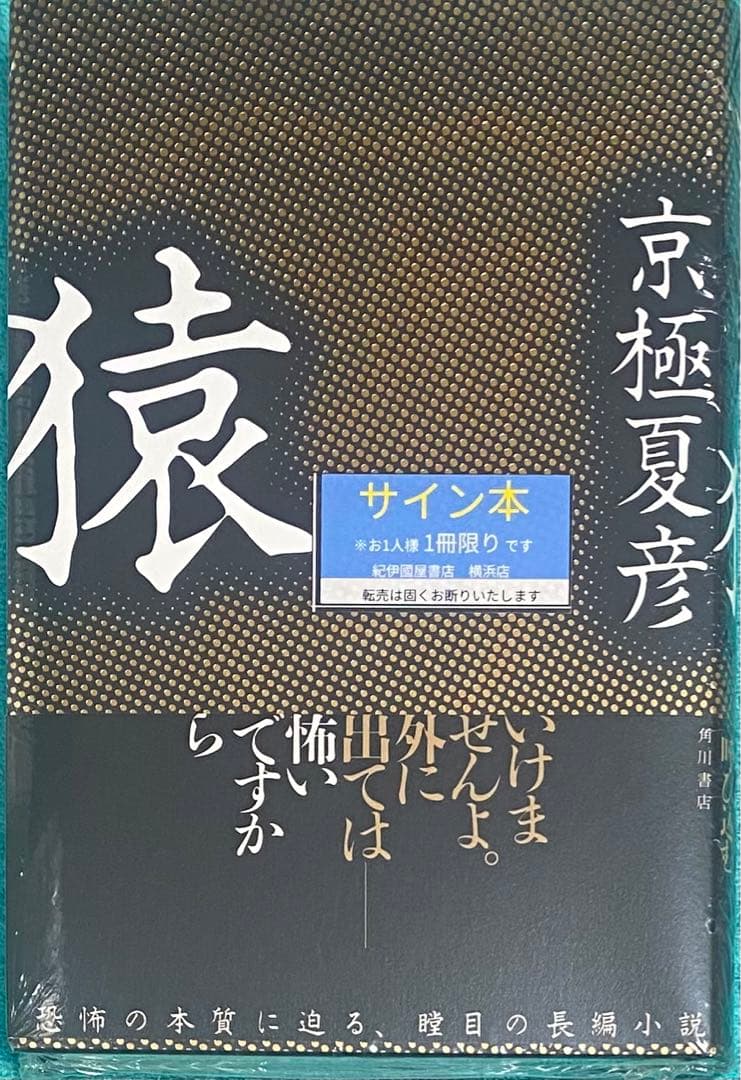 京極夏彦
猿
サイン本
※お1人様 1冊限り です
紀伊國屋書店 横浜店
転売は固くお断りいたします
角川書店
いけま
せんよ。
外に
出ては――
怖い
ですか
ら
恐怖の本質に迫る、瞠目の長編小説